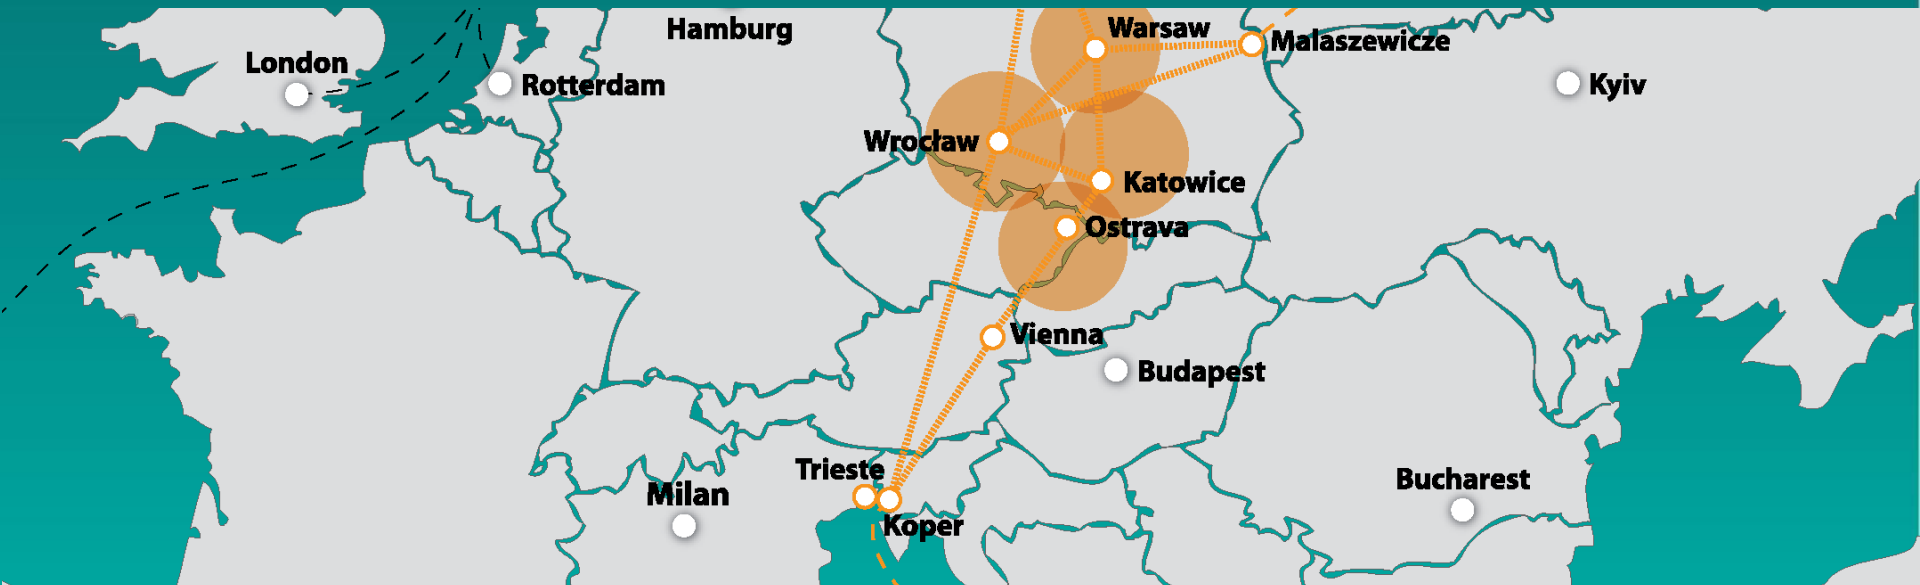 Hamburg
Warsaw
Malaszewicze
London
Rotterdam
Kyiv
Wrocław
Katowice
Ostrava
Vienna
Budapest
Trieste
Milan
Bucharest
Koper